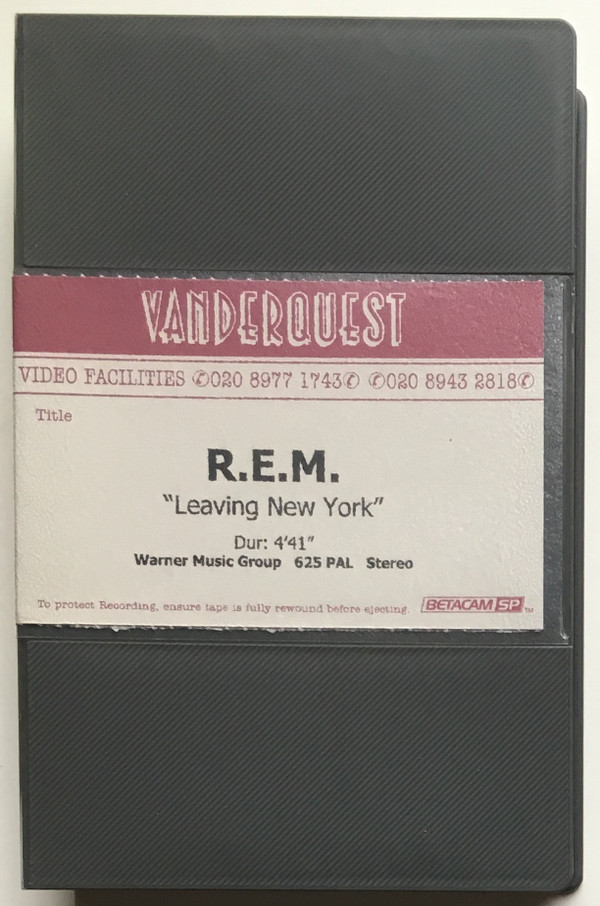 VANDERQUEST
VIDEO FACILITIES ✆020 8977 1743✆ ✆020 8943 2818✆
Title
R.E.M.
“Leaving New York”
Dur: 4’41”
Warner Music Group 625 PAL Stereo
To protect Recording, ensure tape is fully rewound before ejecting. BETACAM SP ™